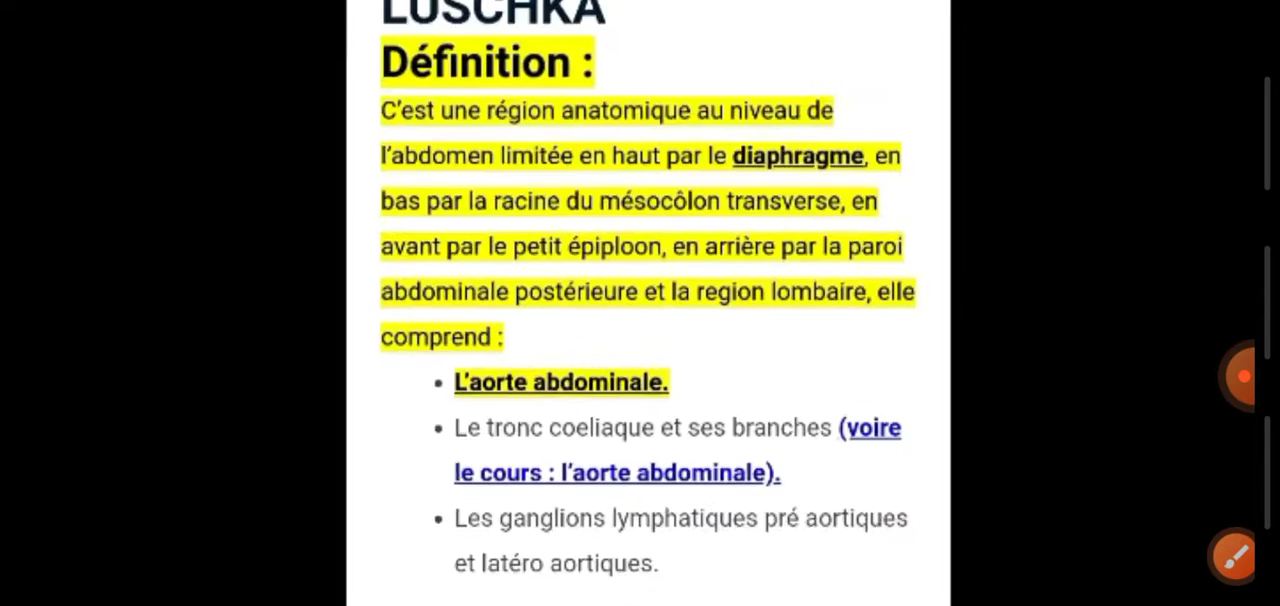 LUSCHKA
Définition :
C’est une région anatomique au niveau de
l’abdomen limitée en haut par le diaphragme, en
bas par la racine du mésocôlon transverse, en
avant par le petit épiploon, en arrière par la paroi
abdominale postérieure et la region lombaire, elle
comprend :
• L’aorte abdominale.
• Le tronc coeliaque et ses branches (voire
le cours : l’aorte abdominale).
• Les ganglions lymphatiques pré aortiques
et latéro aortiques.